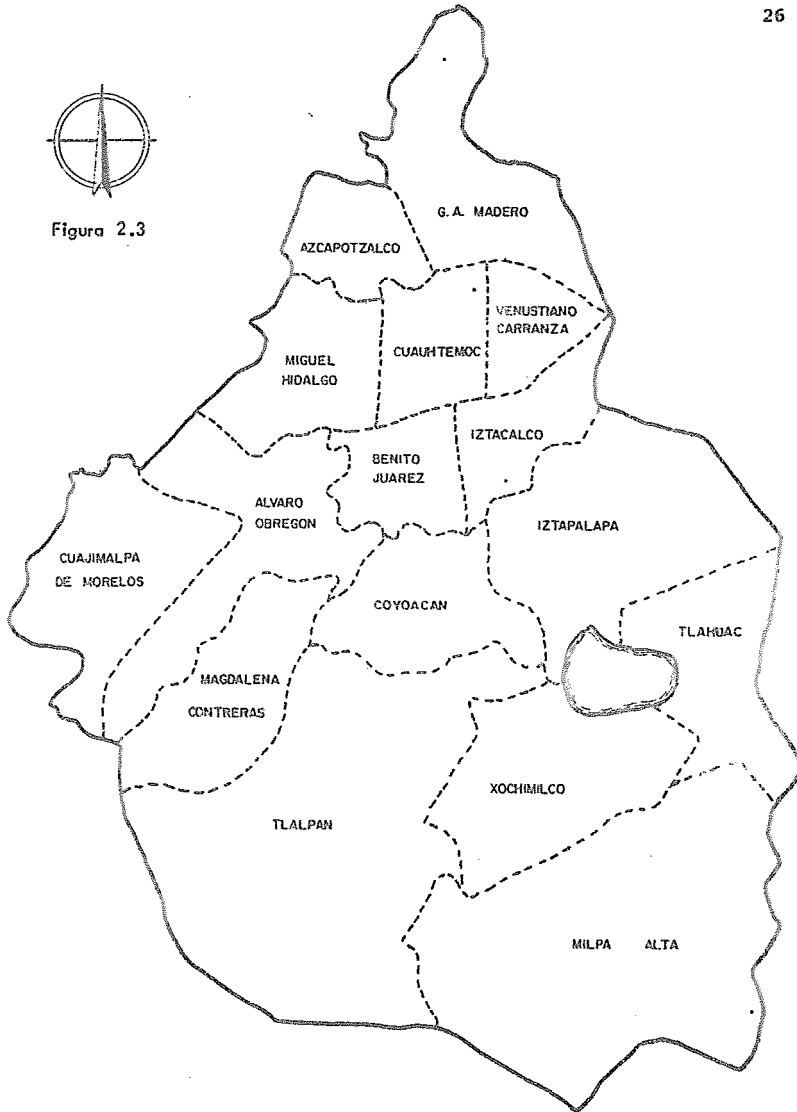 26
Figura 2.3
G.A. MADERO
AZCAPOTZALCO
VENUSTIANO
CARRANZA
CUAUHTEMOC
MIGUEL
HIDALGO
IZTACALCO
BENITO
JUAREZ
ALVARO
OBREGON
IZTAPALAPA
CUAJIMALPA
DE MORELOS
COYOACAN
TLAHUAC
MAGDALENA
CONTRERAS
XOCHIMILCO
TLALPAN
MILPA ALTA